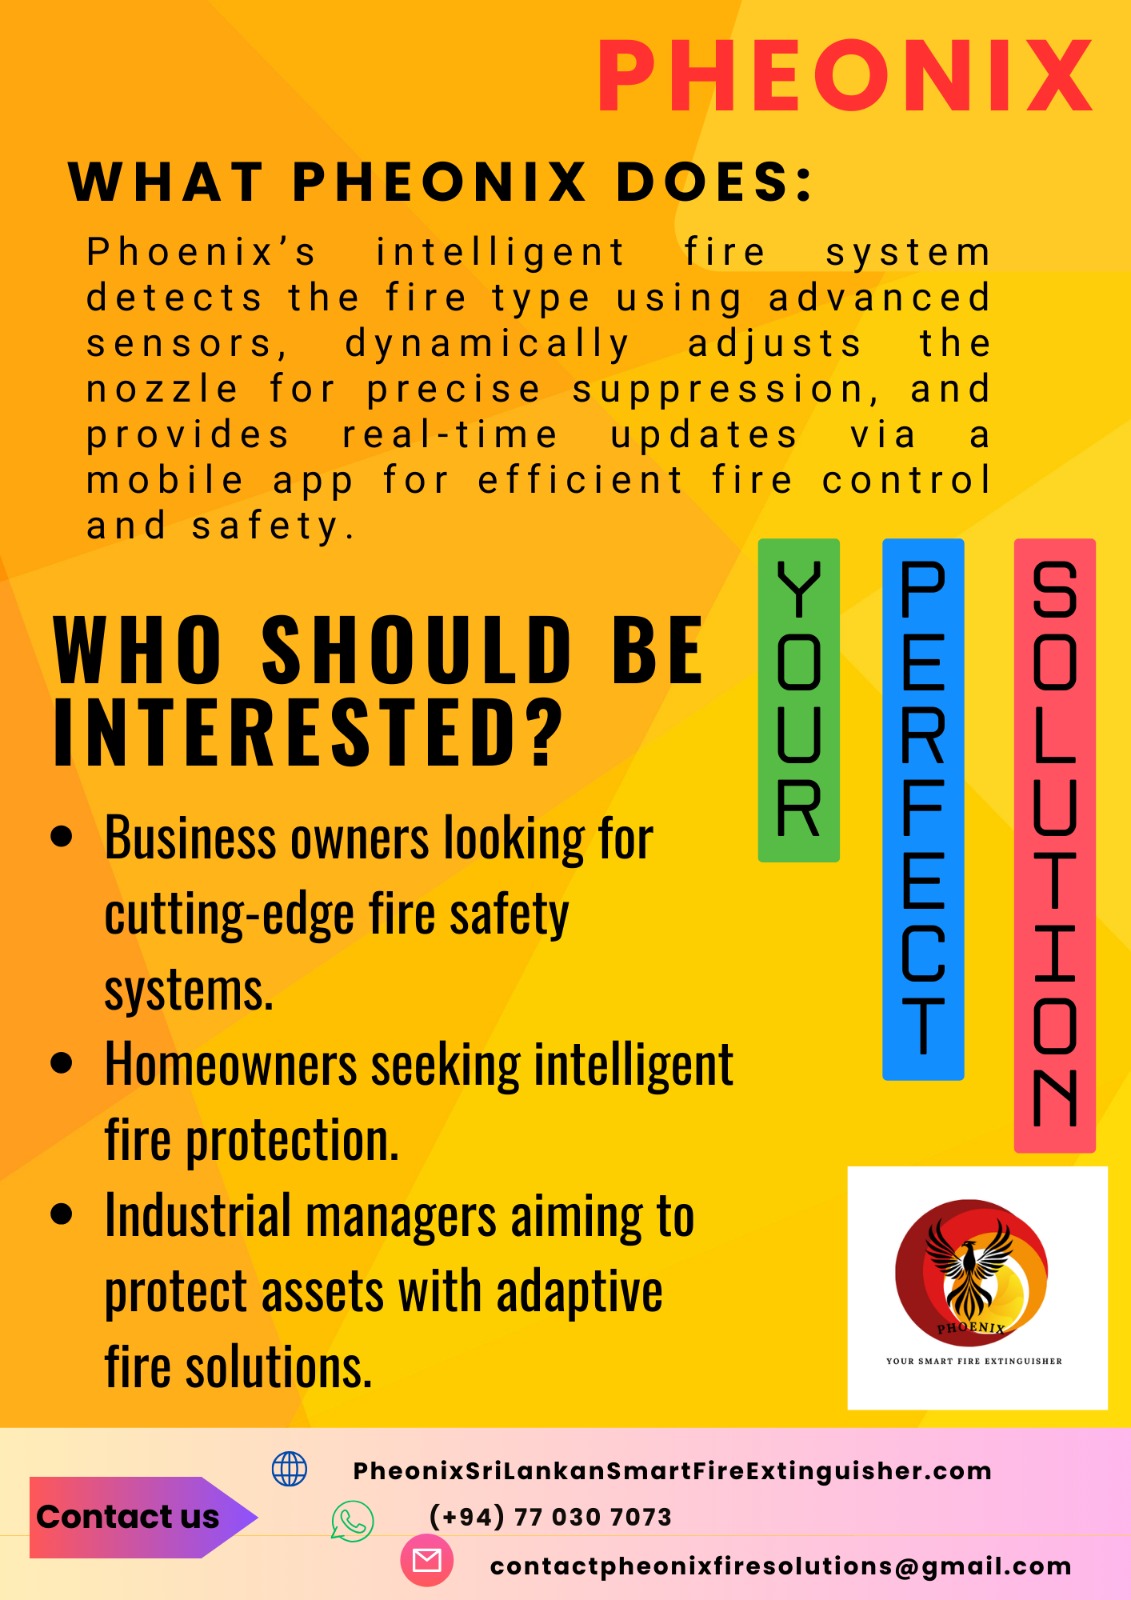 PHEONIX
WHAT PHEONIX DOES:
Phoenix’s intelligent fire system
detects the fire type using advanced
sensors, dynamically adjusts the
nozzle for precise suppression, and
provides real-time updates via a
mobile app for efficient fire control
and safety.
YOUR
PERFECT
SOLUTION
WHO SHOULD BE
INTERESTED?
• Business owners looking for
cutting-edge fire safety
systems.
• Homeowners seeking intelligent
fire protection.
• Industrial managers aiming to
protect assets with adaptive
fire solutions.
PHOENIX
YOUR SMART FIRE EXTINGUISHER
Contact us
PheonixSriLankanSmartFireExtinguisher.com
(+94) 77 030 7073
contactpheonixfiresolutions@gmail.com